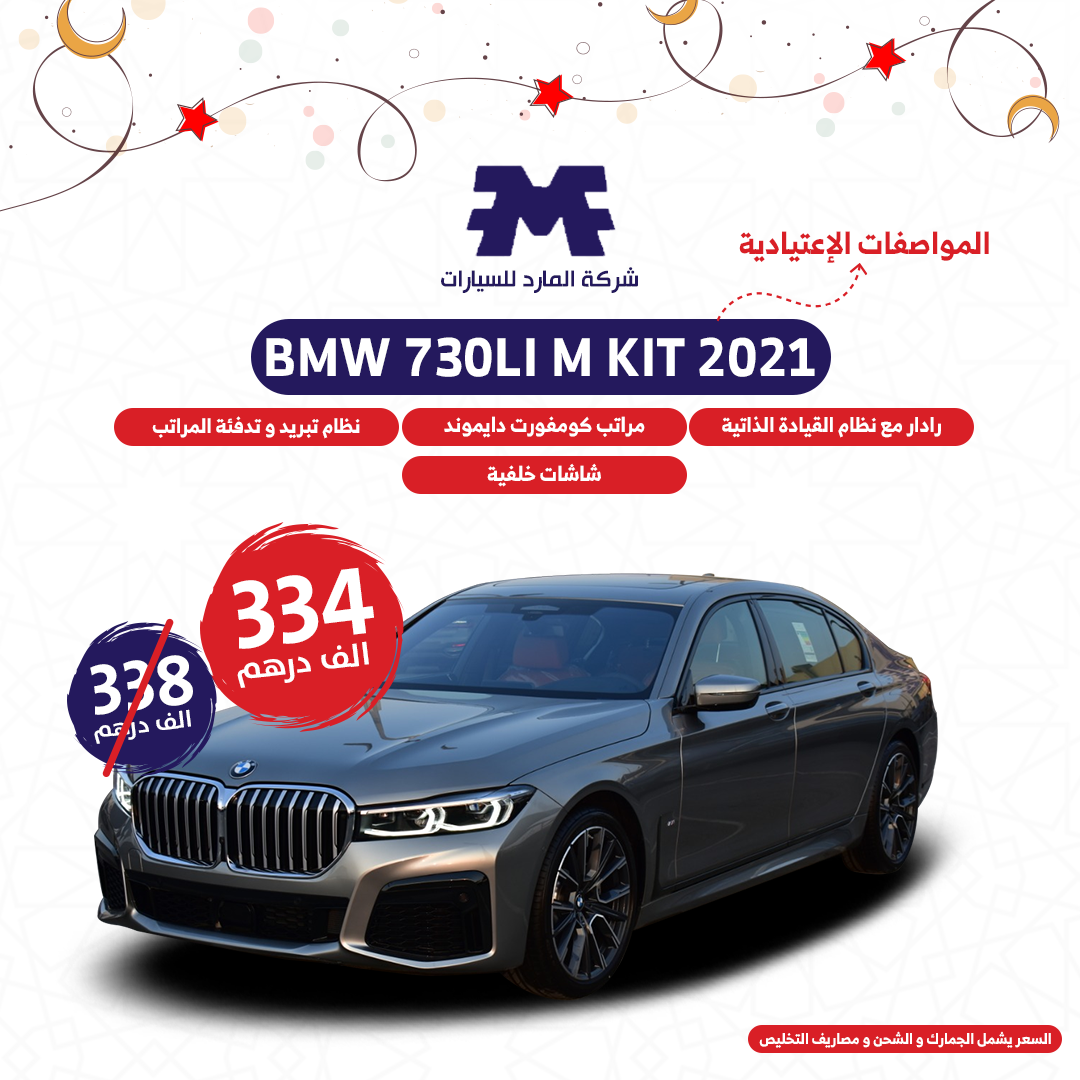 شركة المارد للسيارات
المواصفات الإعتيادية
BMW 730LI M KIT 2021
رادار مع نظام القيادة الذاتية
مراتب كومفورت دايموند
نظام تبريد و تدفئة المراتب
شاشات خلفية
334
الف درهم
338
الف درهم
السعر يشمل الجمارك و الشحن و مصاريف التخليص